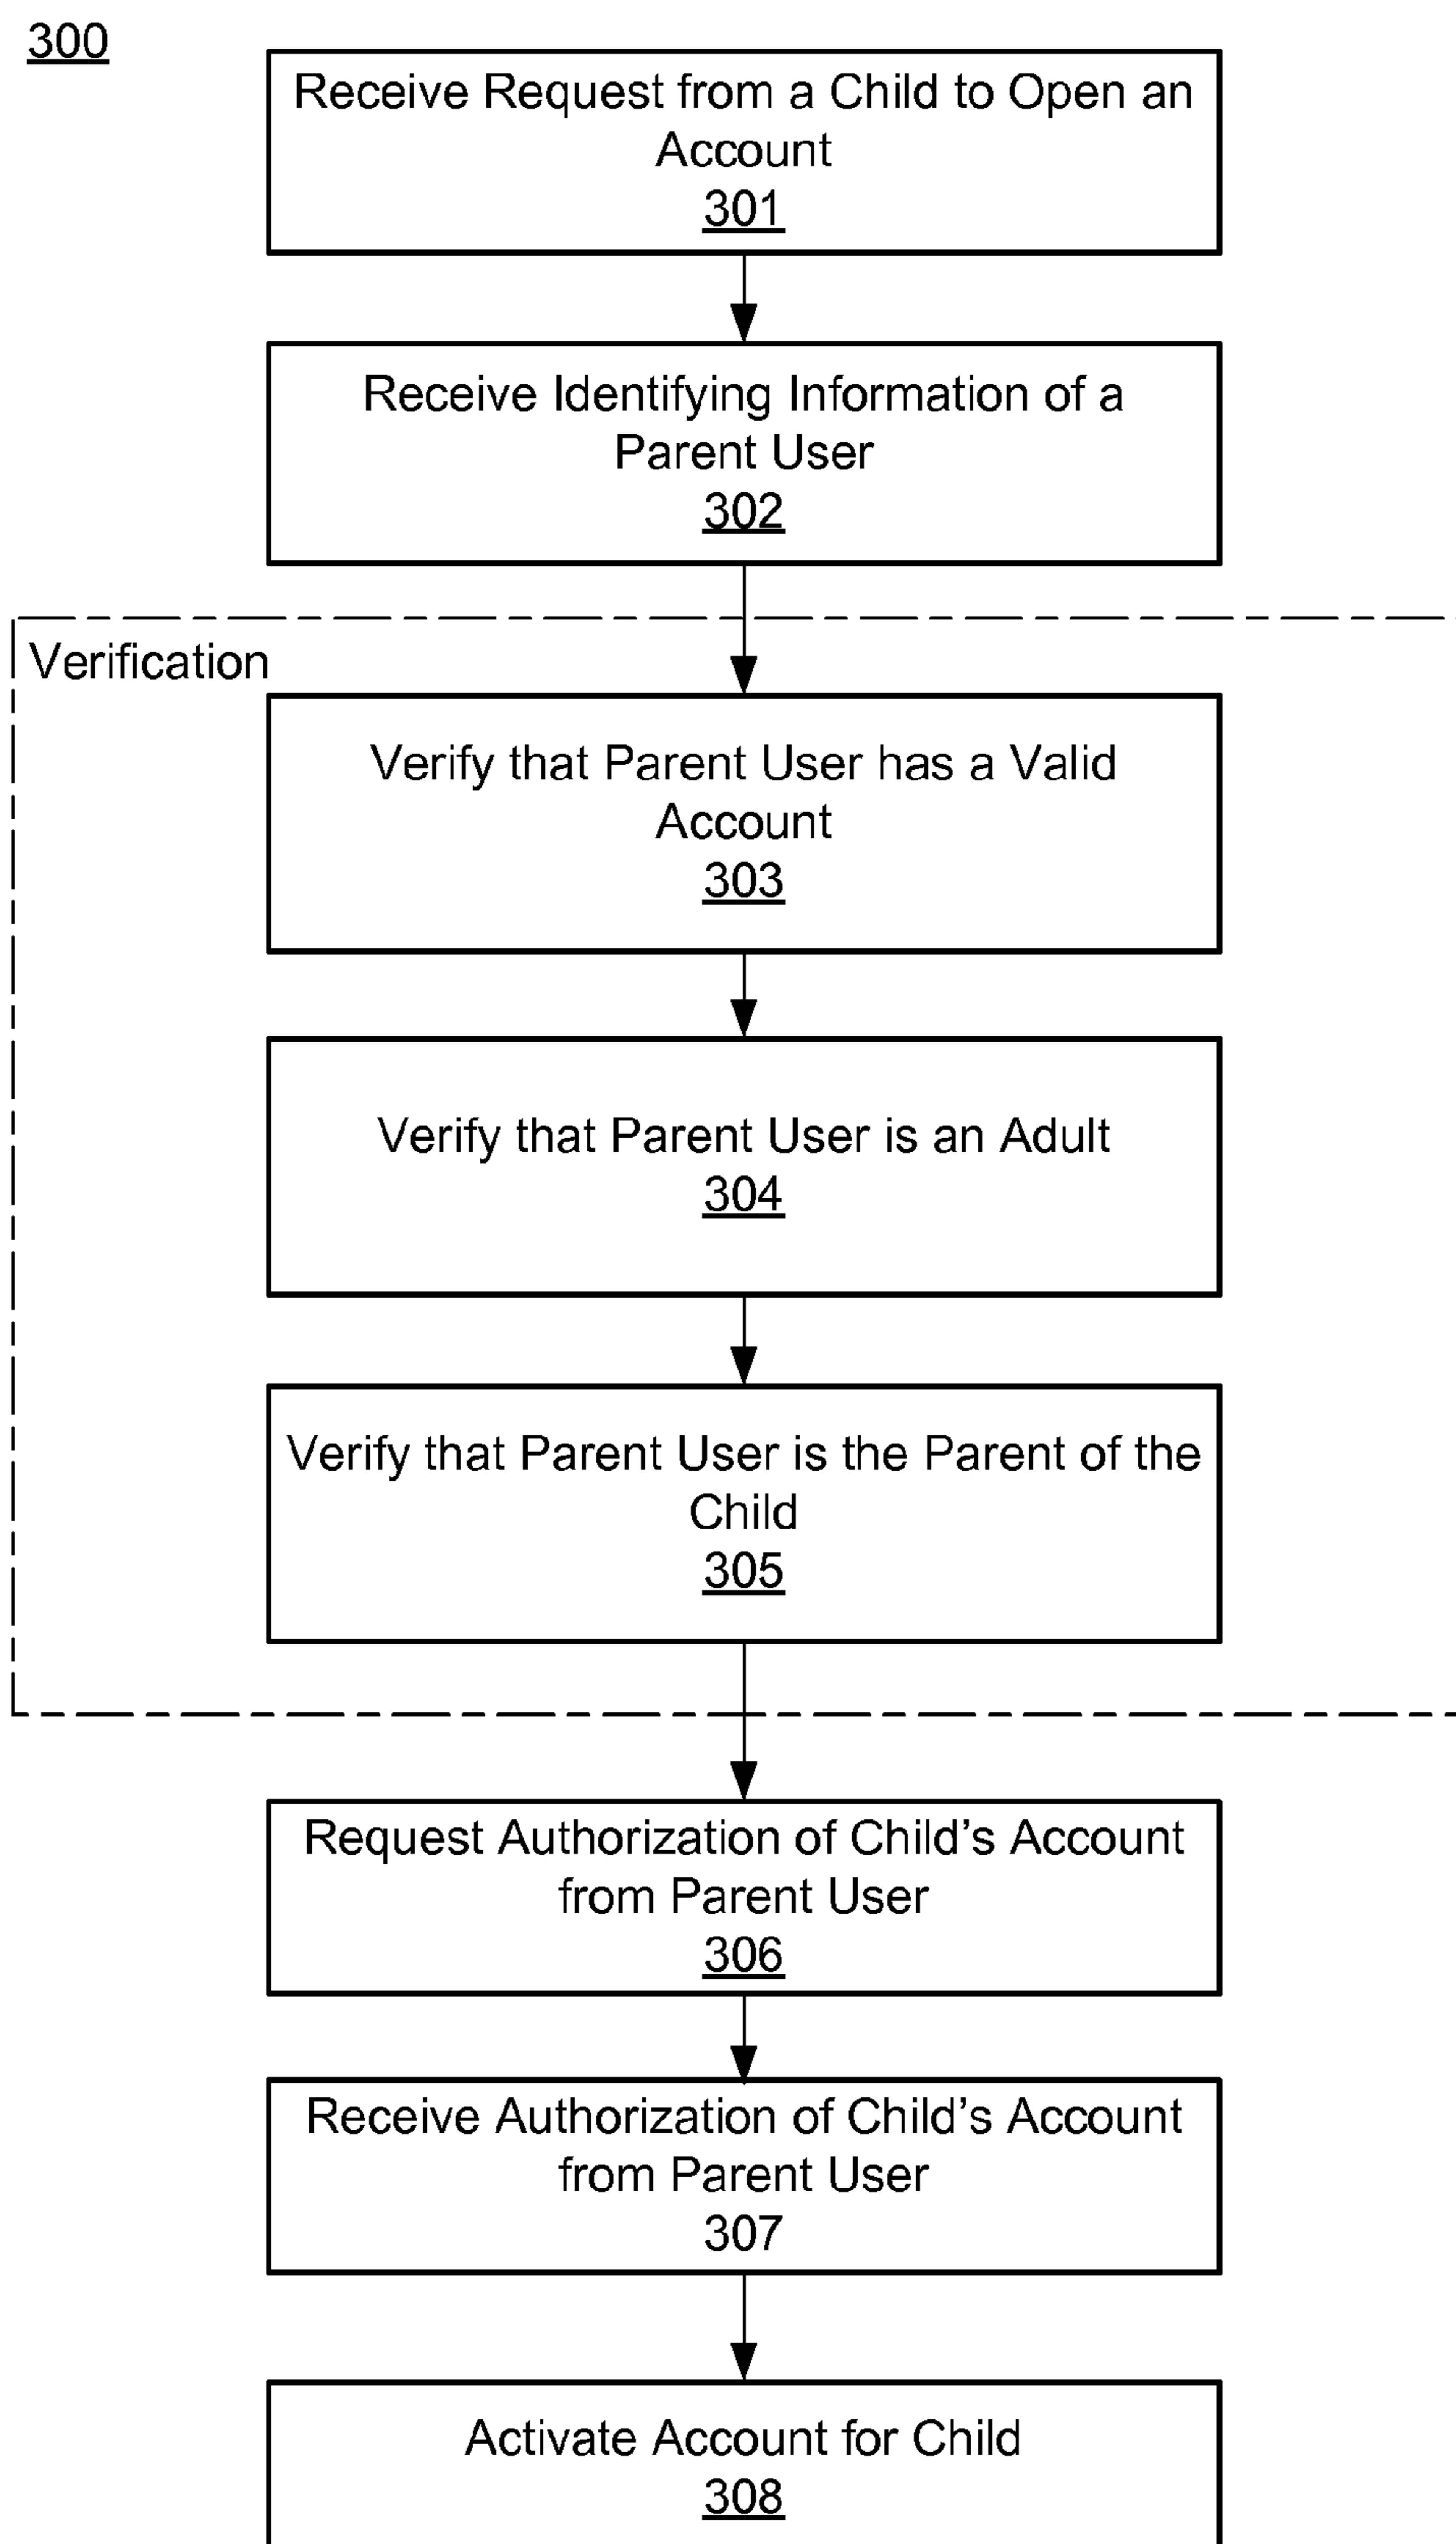 300
Receive Request from a Child to Open an
Account
301
Receive Identifying Information of a
Parent User
302
Verification
Verify that Parent User has a Valid
Account
303
Verify that Parent User is an Adult
304
Verify that Parent User is the Parent of the
Child
305
Request Authorization of Child's Account
from Parent User
306
Receive Authorization of Child's Account
from Parent User
307
Activate Account for Child
308